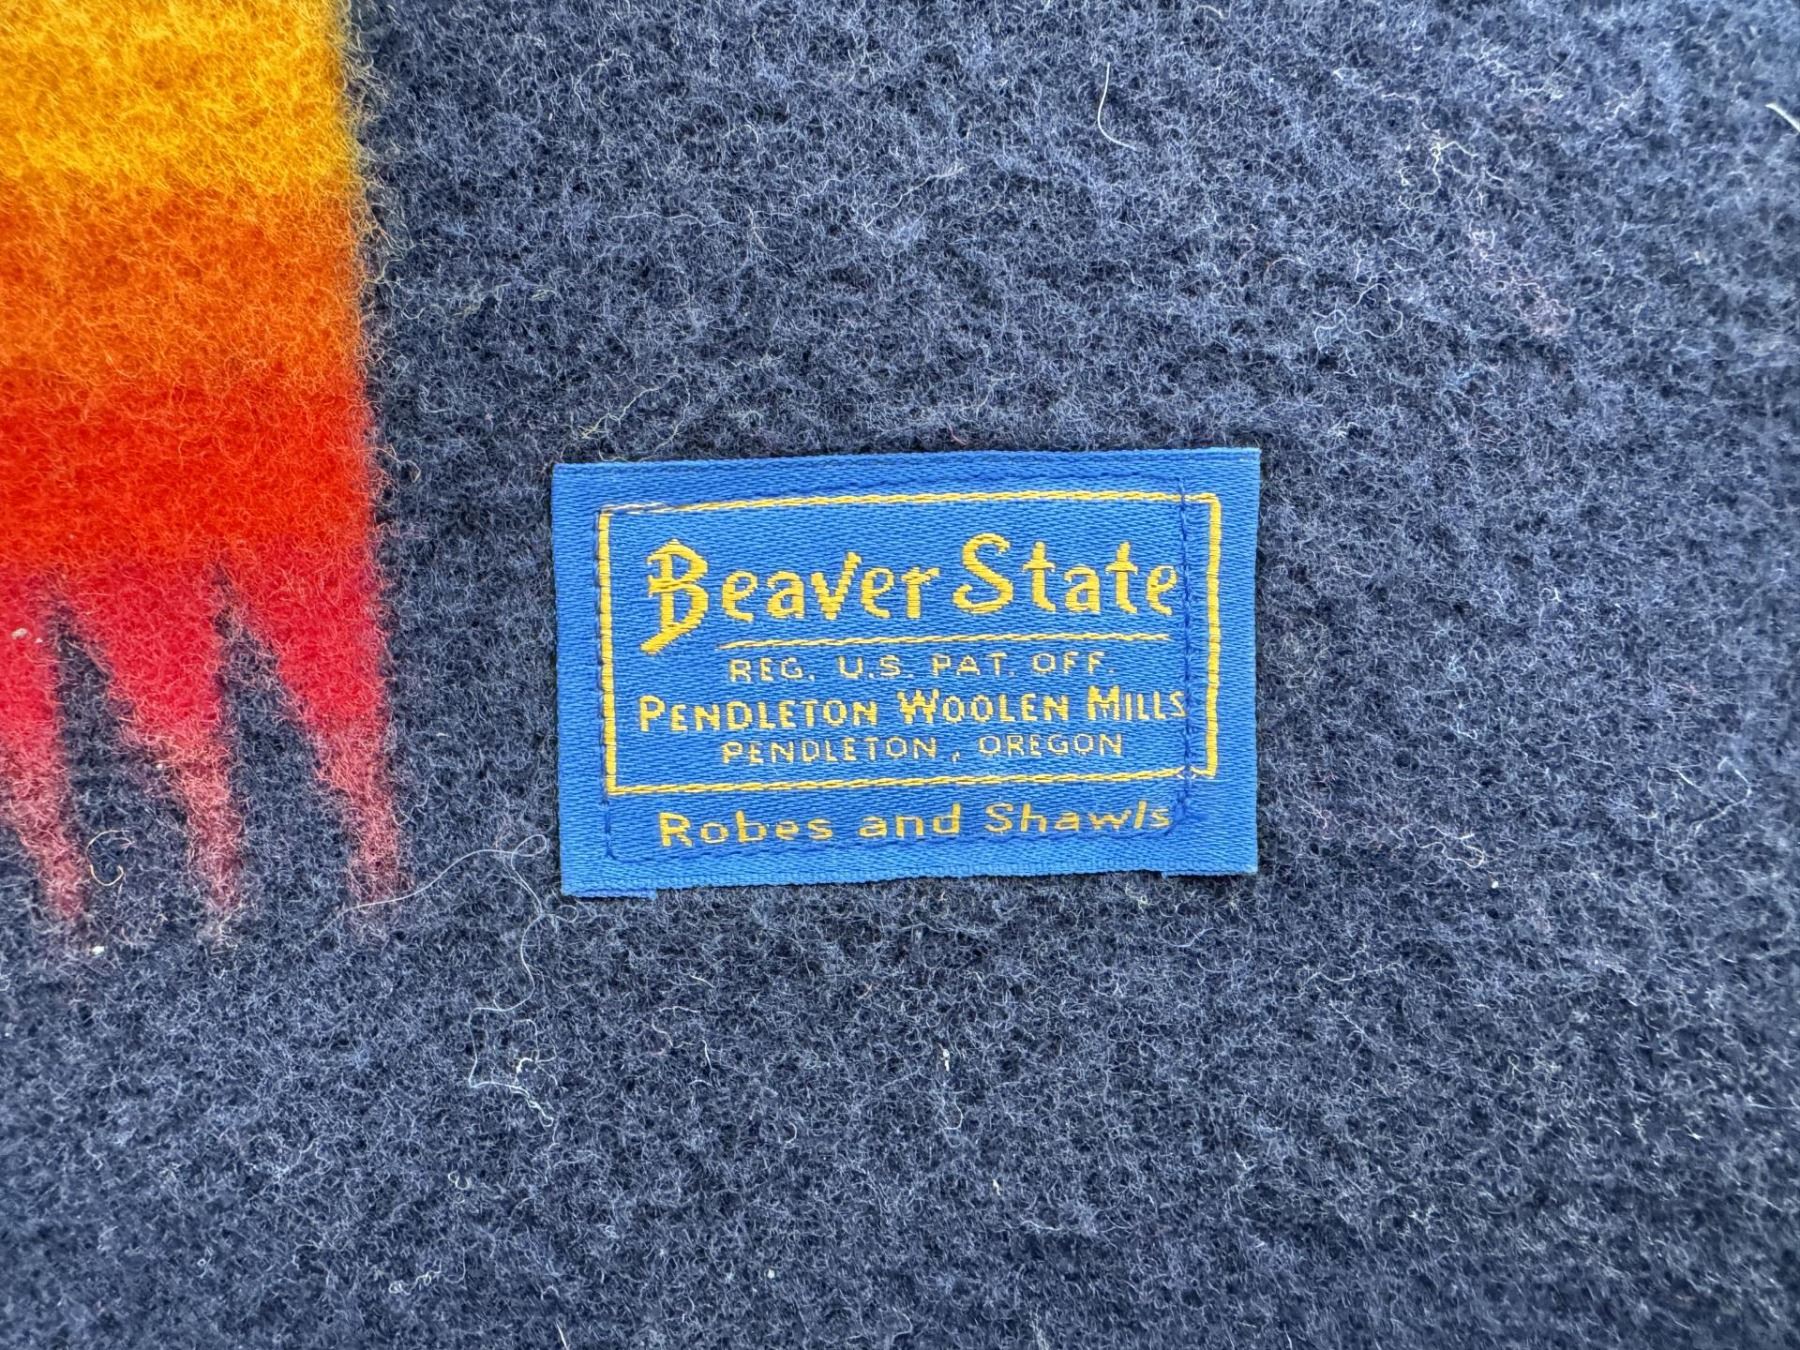 Beaver State
REG. U.S. PAT. OFF.
PENDLETON WOOLEN MILLS
PENDLETON, OREGON
Robes and Shawls